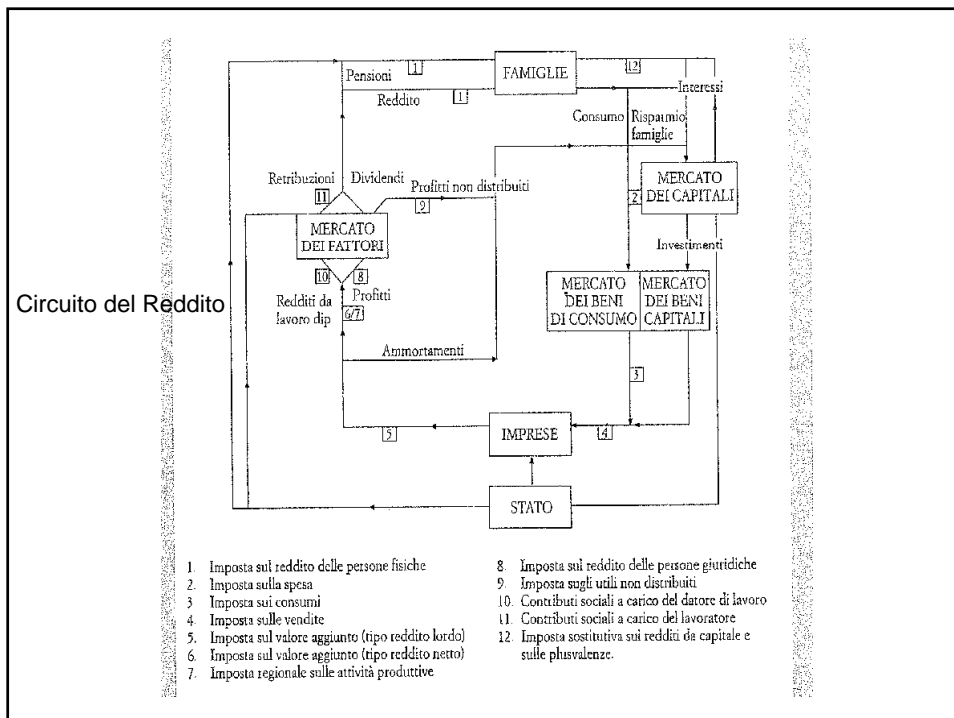 1 FAMIGLIE 12
Pensioni
Interessi
Reddito 1
Consumo Risparmio
famiglie
Retribuzioni Dividendi
Profitti non distribuiti
11
9
MERCATO
DEI CAPITALI
2
MERCATO
DEI FATTORI
Investimenti
10 8
Redditi da
lavoro dip
Profitti
6/7
MERCATO
DEI BENI
DI CONSUMO
MERCATO
DEI BENI
CAPITALI
Circuito del Reddito
Ammortamenti
3
5 IMPRESE 4
STATO
1. Imposta sul reddito delle persone fisiche
2. Imposta sulla spesa
3 Imposta sui consumi
4. Imposta sulle vendite
5. Imposta sul valore aggiunto (tipo reddito lordo)
6. Imposta sul valore aggiunto (tipo reddito netto)
7. Imposta regionale sulle attività produttive
8. Imposta sul reddito delle persone giuridiche
9. Imposta sugli utili non distribuiti
10. Contributi sociali a carico del datore di lavoro
11. Contributi sociali a carico del lavoratore
12. Imposta sostitutiva sui redditi da capitale e
sulle plusvalenze.